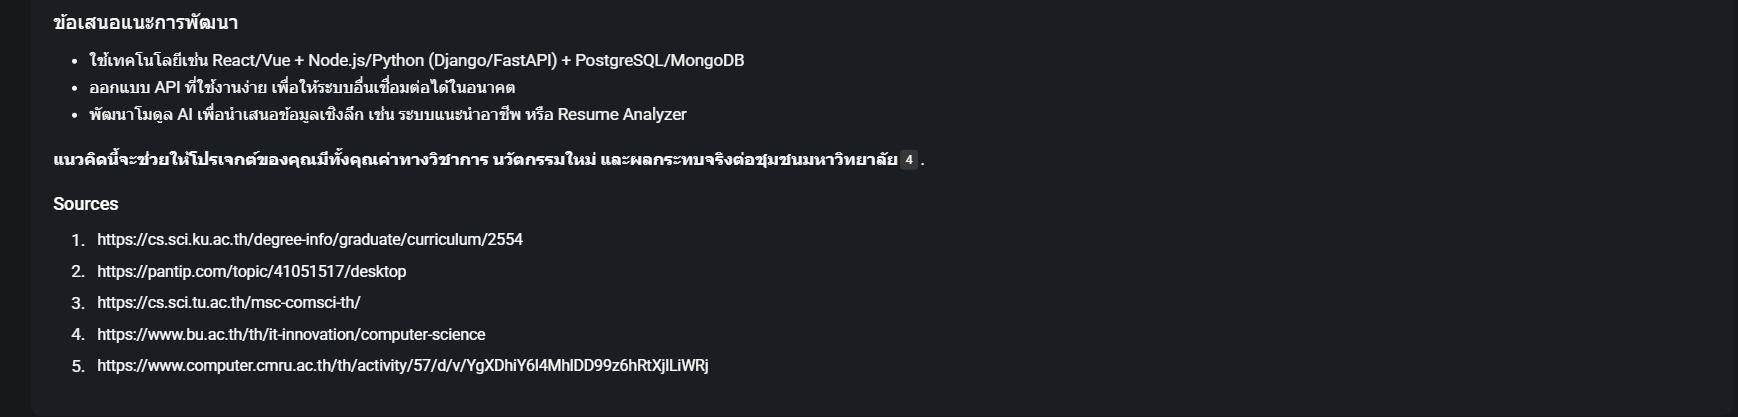 ข้อเสนอแนะการพัฒนา
• ใช้เทคโนโลยีเช่น React/Vue + Node.js/Python (Django/FastAPI) + PostgreSQL/MongoDB
• ออกแบบ API ที่ใช้งานง่าย เพื่อให้ระบบอื่นเชื่อมต่อได้ในอนาคต
• พัฒนาโมดูล AI เพื่อนำเสนอข้อมูลเชิงลึก เช่น ระบบแนะนำอาชีพ หรือ Resume Analyzer
แนวคิดนี้จะช่วยให้โปรเจกต์ของคุณมีทั้งคุณค่าทางวิชาการ นวัตกรรมใหม่ และผลกระทบจริงต่อชุมชนมหาวิทยาลัย 4 .
Sources
1. https://cs.sci.ku.ac.th/degree-info/graduate/curriculum/2554
2. https://pantip.com/topic/41051517/desktop
3. https://cs.sci.tu.ac.th/msc-comsci-th/
4. https://www.bu.ac.th/th/it-innovation/computer-science
5. https://www.computer.cmru.ac.th/th/activity/57/d/v/YgXDhiY6l4MhlDD99z6hRtXjlLiWRj